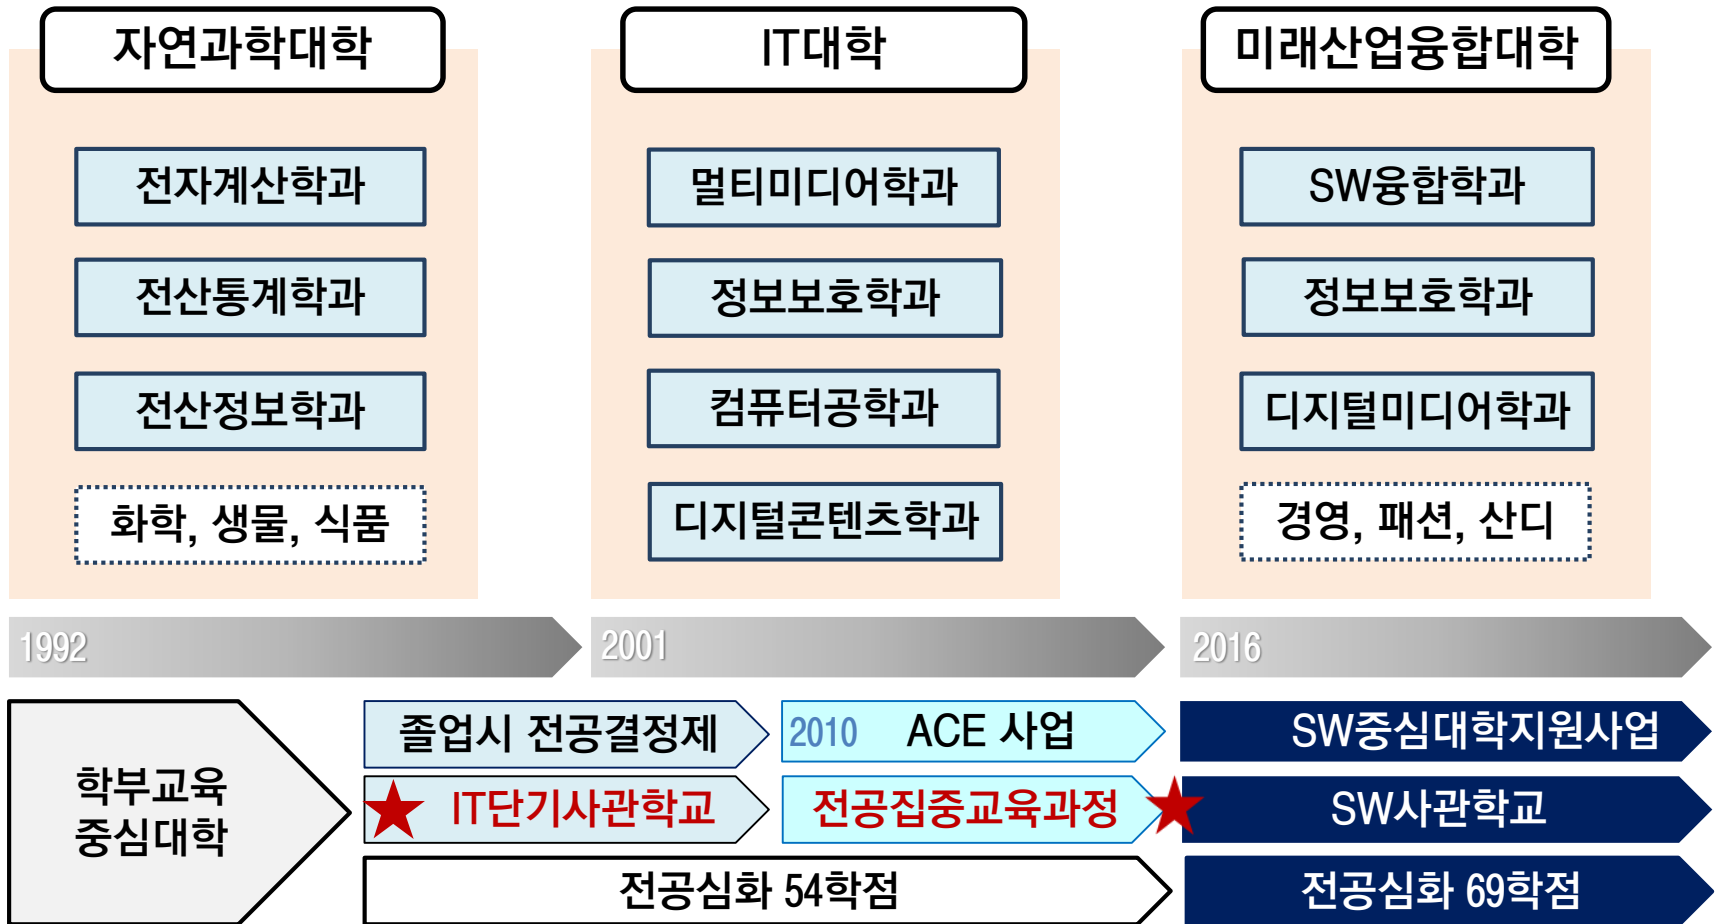 자연과학대학
전자계산학과
전산통계학과
전산정보학과
화학, 생물, 식품
IT대학
멀티미디어학과
정보보호학과
컴퓨터공학과
디지털콘텐츠학과
미래산업융합대학
SW융합학과
정보보호학과
디지털미디어학과
경영, 패션, 산디
1992
2001
2016
학부교육
중심대학
졸업시 전공결정제
2010 ACE 사업
SW중심대학지원사업
IT단기사관학교
전공집중교육과정
SW사관학교
전공심화 54학점
전공심화 69학점